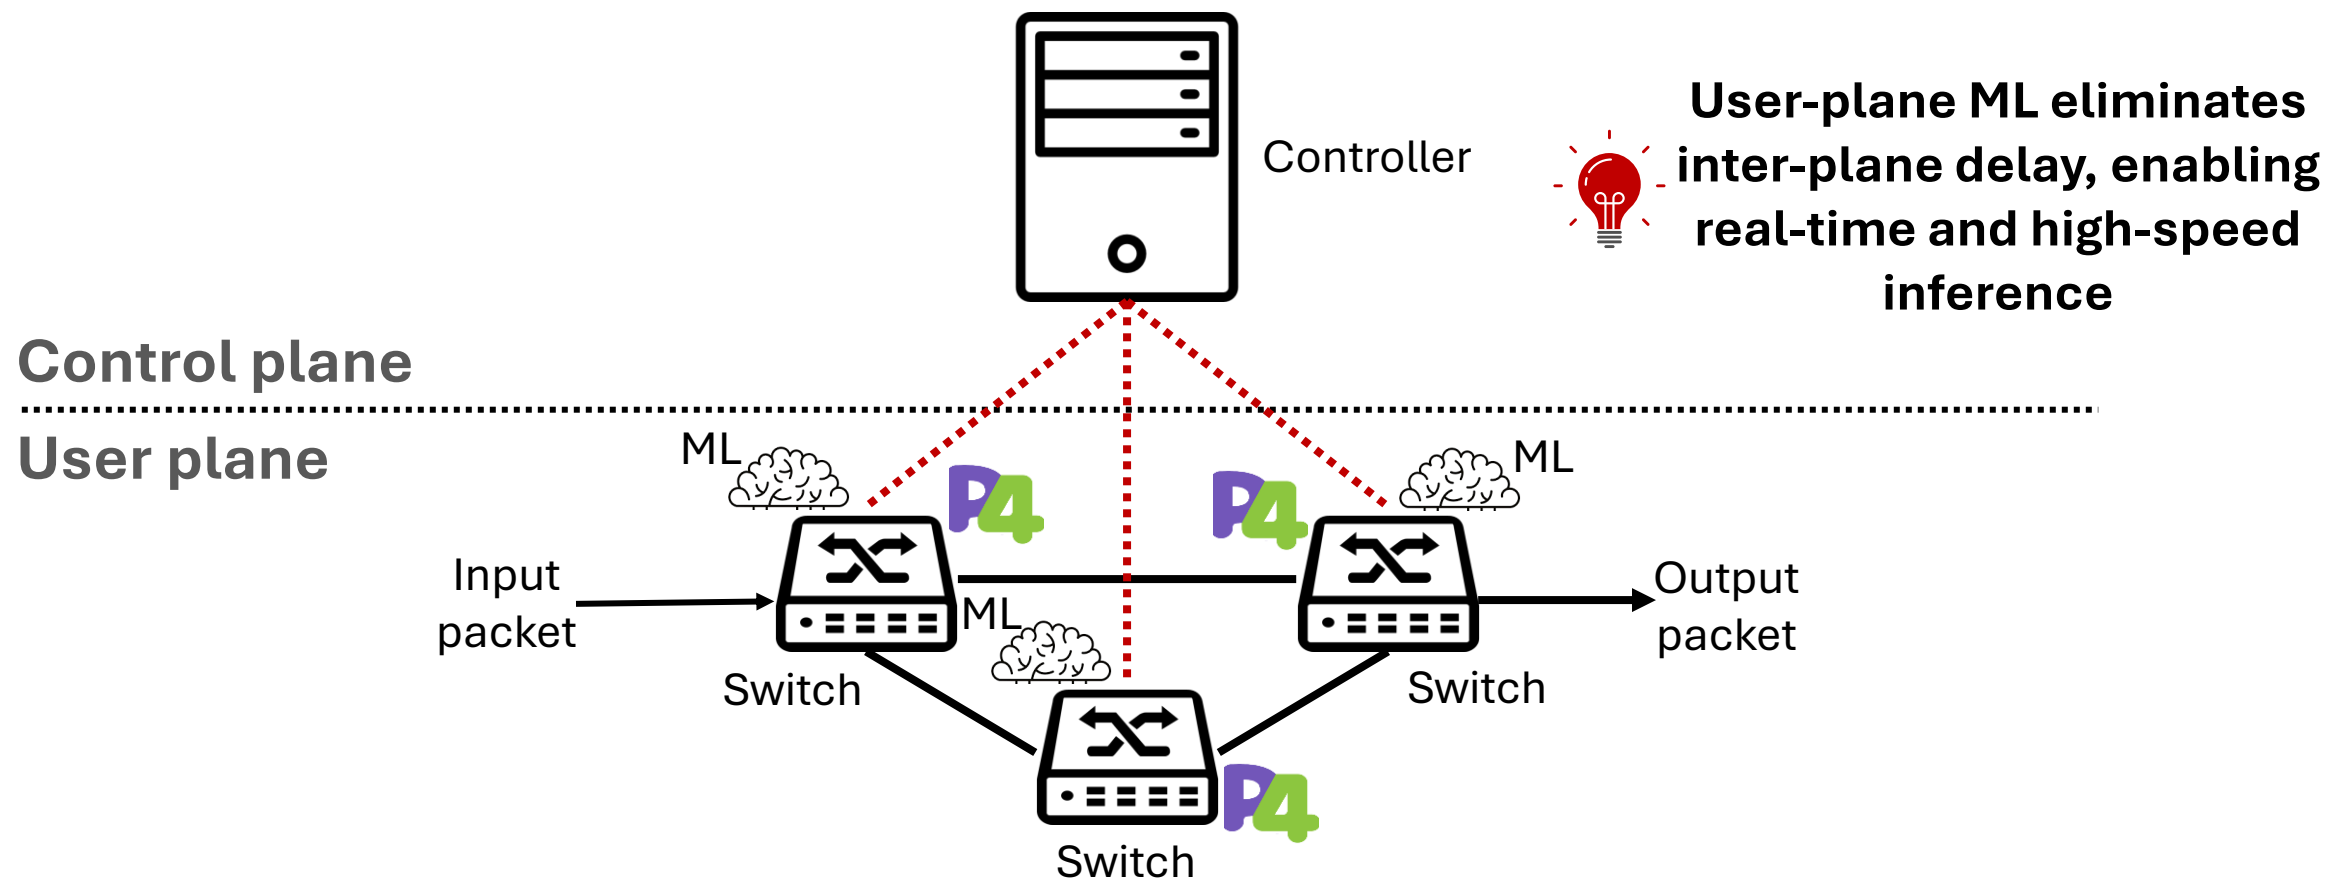 User-plane ML eliminates
inter-plane delay, enabling
real-time and high-speed
inference
Controller
Control plane
User plane
ML
P4
P4
ML
Input
packet
ML
Output
packet
Switch
Switch
P4
Switch